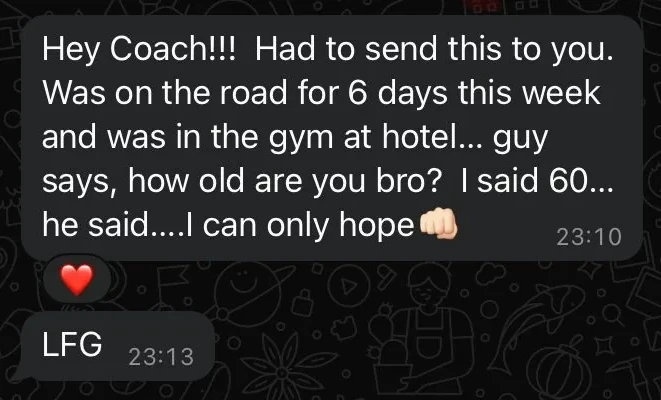 Hey Coach!!!  Had to send this to you.
Was on the road for 6 days this week
and was in the gym at hotel... guy
says, how old are you bro?  I said 60...
he said....I can only hope👊🏻
23:10
LFG 23:13